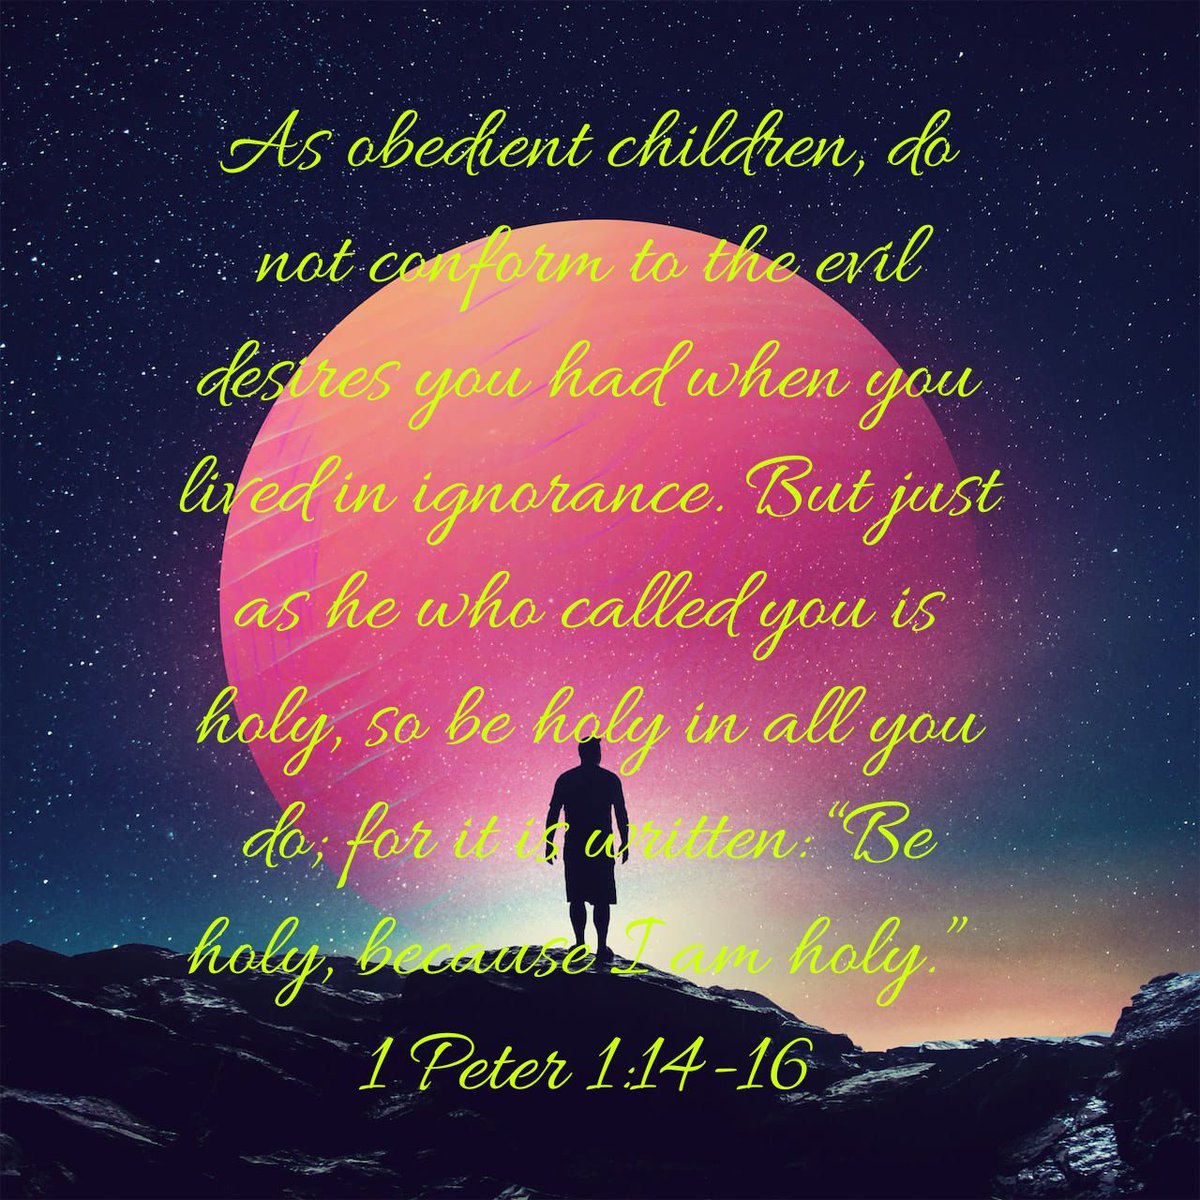 As obedient children, do
not conform to the evil
desires you had when you
lived in ignorance. But just
as he who called you is
holy, so be holy in all you
do; for it is written: “Be
holy, because I am holy.”
1 Peter 1:14-16